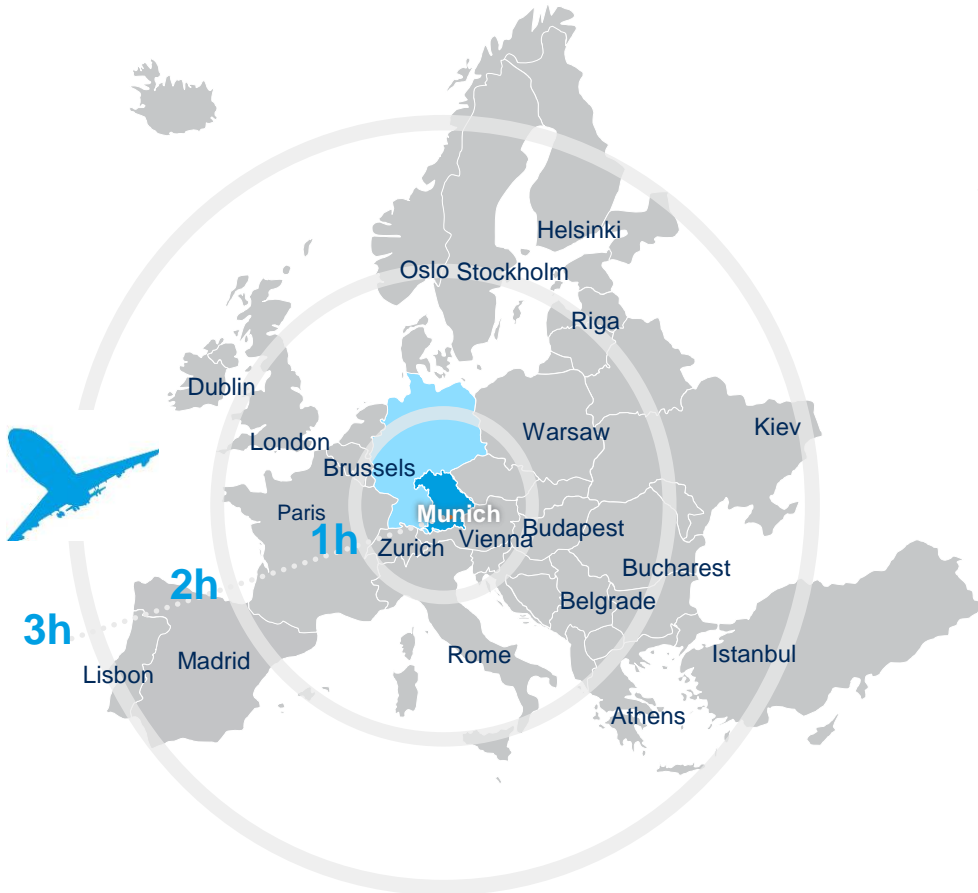 Helsinki
Oslo Stockholm
Riga
Dublin
Kiev
London
Warsaw
Brussels
Paris
Munich
1h
Zurich
Vienna
Budapest
2h
Bucharest
Belgrade
3h
Lisbon
Madrid
Rome
Istanbul
Athens